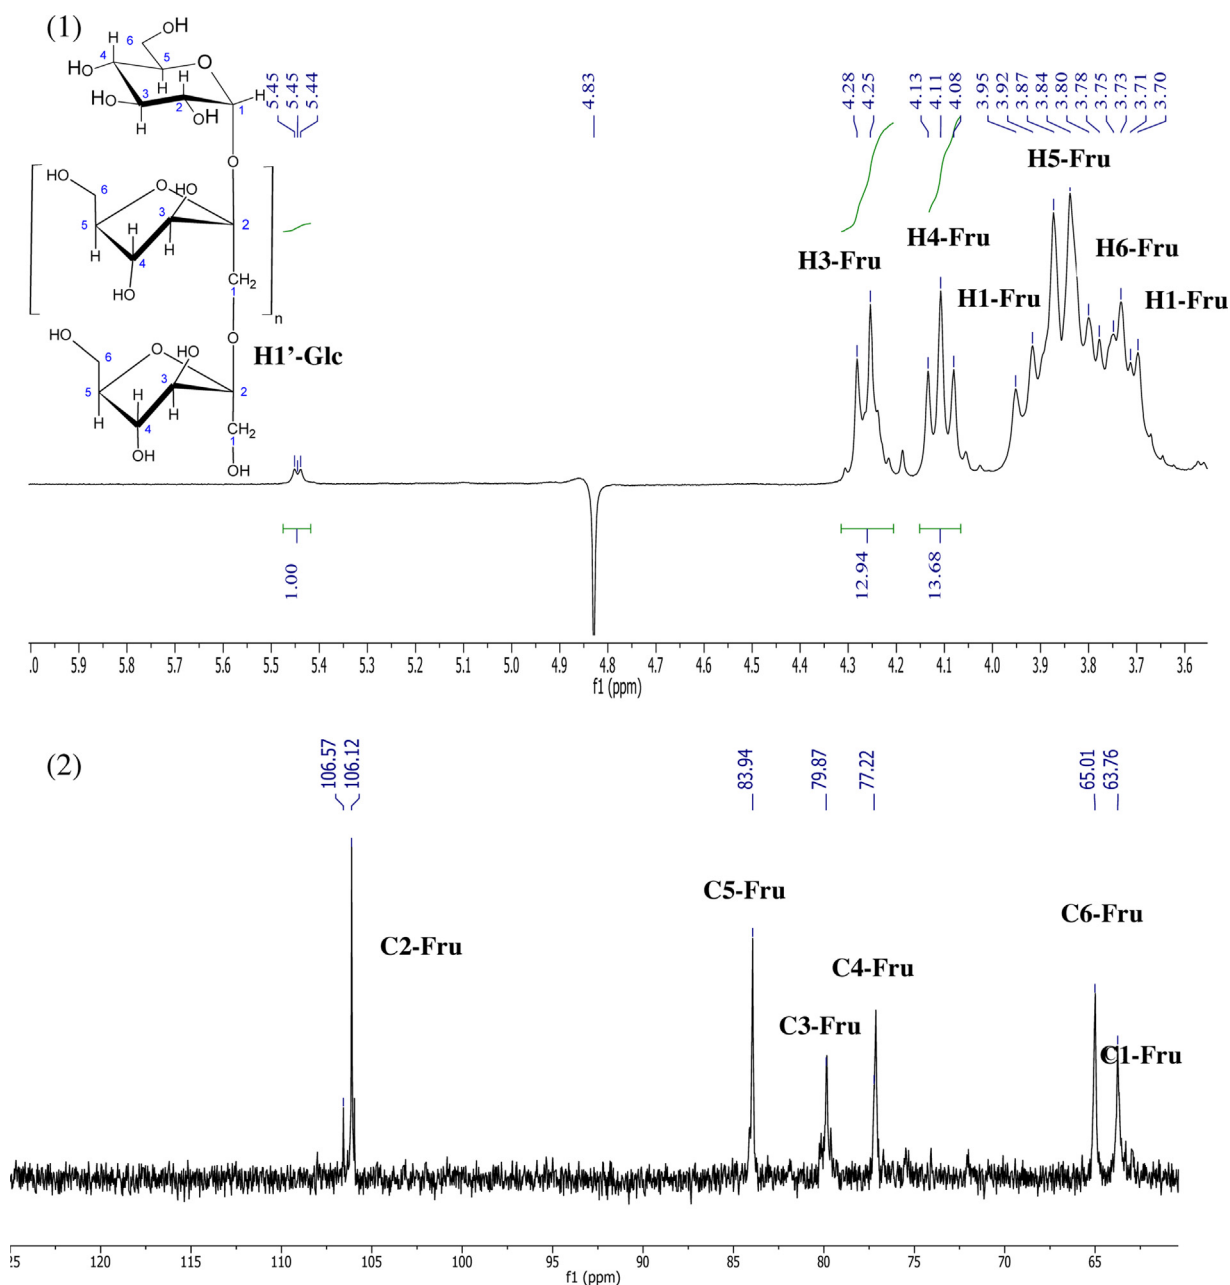 (1)
OH
6
H
4
5
O
HO
H
H
HO
3
2
1
H
H
OH
O
HO
6
O
HO
3
5
2
H
H
H
4
HO
CH2
1
n
O
HO
6
O
HO
3
5
2
H
H
H
4
OH
CH2
1
OH
H1’-Glc
5.45
5.45
5.44
4.83
4.28
4.25
4.13
4.11
4.08
3.95
3.92
3.87
3.84
3.80
3.78
3.75
3.73
3.71
3.70
H5-Fru
H4-Fru
H3-Fru
H6-Fru
H1-Fru
H1-Fru
1.00
12.94
13.68
.0 5.9 5.8 5.7 5.6 5.5 5.4 5.3 5.2 5.1 5.0 4.9 4.8 4.7 4.6 4.5 4.4 4.3 4.2 4.1 4.0 3.9 3.8 3.7 3.6
f1 (ppm)
(2)
106.57
106.12
83.94
79.87
77.22
65.01
63.76
C5-Fru
C6-Fru
C2-Fru
C4-Fru
C3-Fru
C1-Fru
25 120 115 110 105 100 95 90 85 80 75 70 65
f1 (ppm)